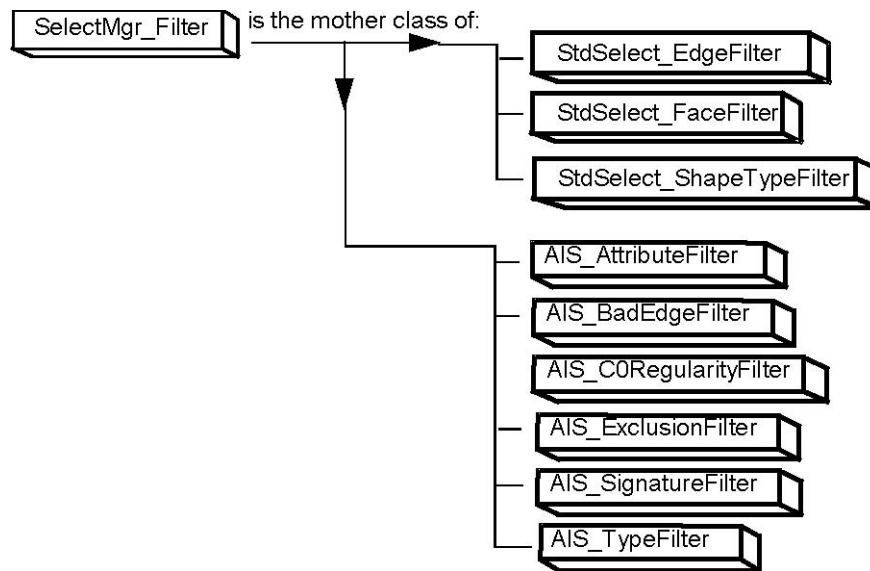 SelectMgr_Filter
is the mother class of:
StdSelect_EdgeFilter
StdSelect_FaceFilter
StdSelect_ShapeTypeFilter
AIS_AttributeFilter
AIS_BadEdgeFilter
AIS_C0RegularityFilter
AIS_ExclusionFilter
AIS_SignatureFilter
AIS_TypeFilter